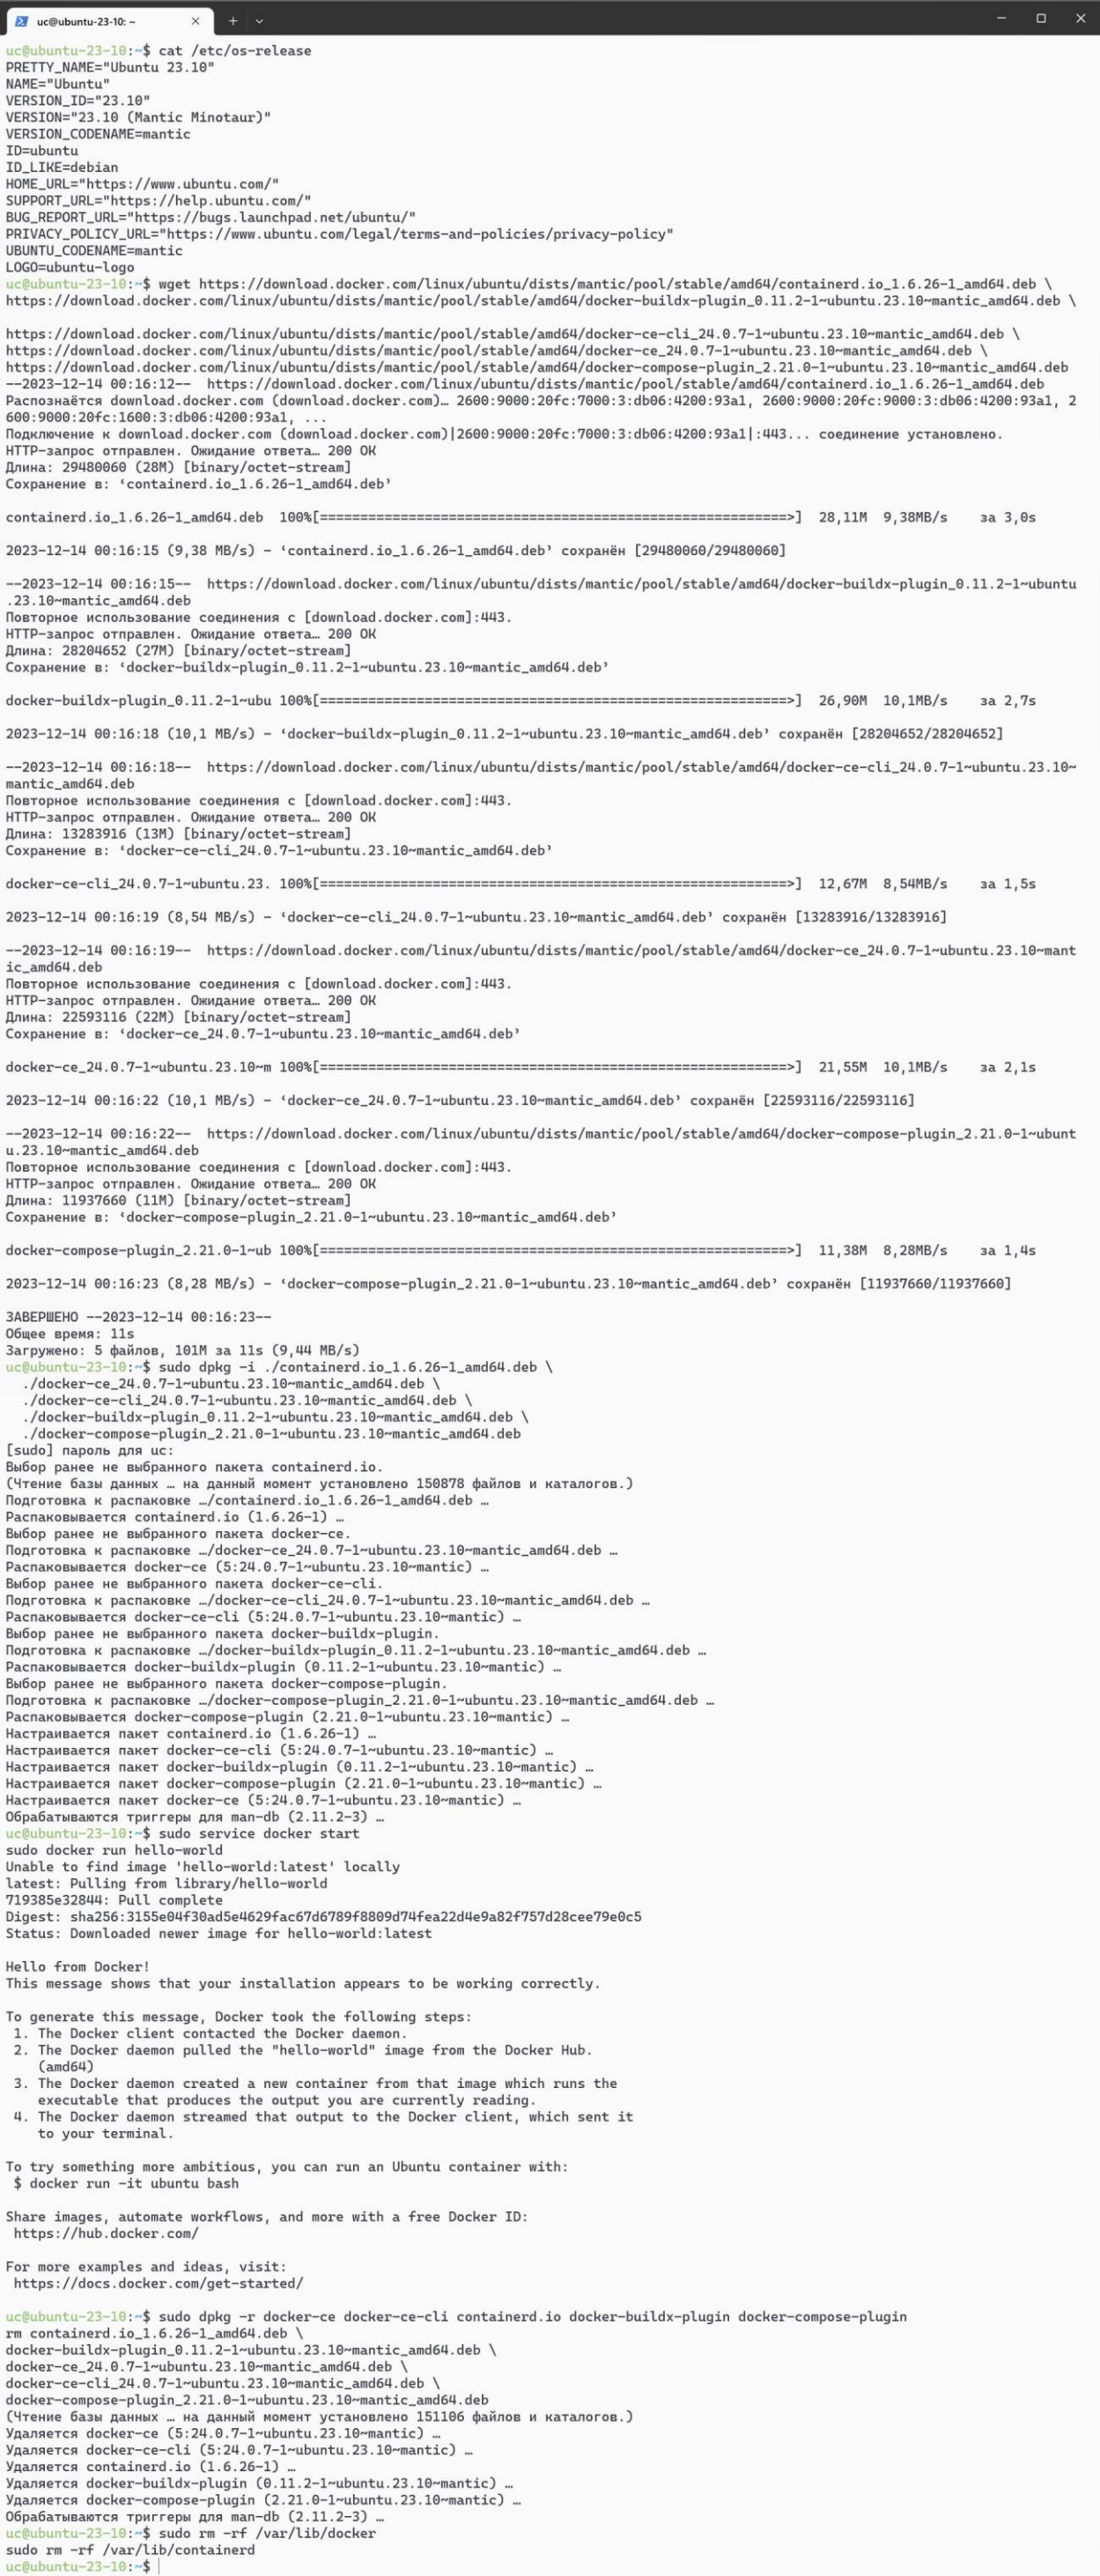 uc@ubuntu-23-10: ~
uc@ubuntu-23-10:~$ cat /etc/os-release
PRETTY_NAME="Ubuntu 23.10"
NAME="Ubuntu"
VERSION_ID="23.10"
VERSION="23.10 (Mantic Minotaur)"
VERSION_CODENAME=mantic
ID=ubuntu
ID_LIKE=debian
HOME_URL="https://www.ubuntu.com/"
SUPPORT_URL="https://help.ubuntu.com/"
BUG_REPORT_URL="https://bugs.launchpad.net/ubuntu/"
PRIVACY_POLICY_URL="https://www.ubuntu.com/legal/terms-and-policies/privacy-policy"
UBUNTU_CODENAME=mantic
LOGO=ubuntu-logo
uc@ubuntu-23-10:~$ wget https://download.docker.com/linux/ubuntu/dists/mantic/pool/stable/amd64/containerd.io_1.6.26-1_amd64.deb \
https://download.docker.com/linux/ubuntu/dists/mantic/pool/stable/amd64/docker-buildx-plugin_0.11.2-1~ubuntu.23.10~mantic_amd64.deb \
https://download.docker.com/linux/ubuntu/dists/mantic/pool/stable/amd64/docker-ce-cli_24.0.7-1~ubuntu.23.10~mantic_amd64.deb \
https://download.docker.com/linux/ubuntu/dists/mantic/pool/stable/amd64/docker-ce_24.0.7-1~ubuntu.23.10~mantic_amd64.deb \
https://download.docker.com/linux/ubuntu/dists/mantic/pool/stable/amd64/docker-compose-plugin_2.21.0-1~ubuntu.23.10~mantic_amd64.deb
--2023-12-14 00:16:12--  https://download.docker.com/linux/ubuntu/dists/mantic/pool/stable/amd64/containerd.io_1.6.26-1_amd64.deb
Распознаётся download.docker.com (download.docker.com)… 2600:9000:20fc:7000:3:db06:4200:93a1, 2600:9000:20fc:9000:3:db06:4200:93a1, 2
600:9000:20fc:1600:3:db06:4200:93a1, ...
Подключение к download.docker.com (download.docker.com)|2600:9000:20fc:7000:3:db06:4200:93a1|:443... соединение установлено.
HTTP-запрос отправлен. Ожидание ответа… 200 OK
Длина: 29480060 (28M) [binary/octet-stream]
Сохранение в: ‘containerd.io_1.6.26-1_amd64.deb’
containerd.io_1.6.26-1_amd64.deb  100%[==========================================================>]  28,11M  9,38MB/s    за 3,0s
2023-12-14 00:16:15 (9,38 MB/s) - ‘containerd.io_1.6.26-1_amd64.deb’ сохранён [29480060/29480060]
--2023-12-14 00:16:15--  https://download.docker.com/linux/ubuntu/dists/mantic/pool/stable/amd64/docker-buildx-plugin_0.11.2-1~ubuntu
.23.10~mantic_amd64.deb
Повторное использование соединения с [download.docker.com]:443.
HTTP-запрос отправлен. Ожидание ответа… 200 OK
Длина: 28204652 (27M) [binary/octet-stream]
Сохранение в: ‘docker-buildx-plugin_0.11.2-1~ubuntu.23.10~mantic_amd64.deb’
docker-buildx-plugin_0.11.2-1~ubu 100%[==========================================================>]  26,90M  10,1MB/s    за 2,7s
2023-12-14 00:16:18 (10,1 MB/s) - ‘docker-buildx-plugin_0.11.2-1~ubuntu.23.10~mantic_amd64.deb’ сохранён [28204652/28204652]
--2023-12-14 00:16:18--  https://download.docker.com/linux/ubuntu/dists/mantic/pool/stable/amd64/docker-ce-cli_24.0.7-1~ubuntu.23.10~
mantic_amd64.deb
Повторное использование соединения с [download.docker.com]:443.
HTTP-запрос отправлен. Ожидание ответа… 200 OK
Длина: 13283916 (13M) [binary/octet-stream]
Сохранение в: ‘docker-ce-cli_24.0.7-1~ubuntu.23.10~mantic_amd64.deb’
docker-ce-cli_24.0.7-1~ubuntu.23. 100%[==========================================================>]  12,67M  8,54MB/s    за 1,5s
2023-12-14 00:16:19 (8,54 MB/s) - ‘docker-ce-cli_24.0.7-1~ubuntu.23.10~mantic_amd64.deb’ сохранён [13283916/13283916]
--2023-12-14 00:16:19--  https://download.docker.com/linux/ubuntu/dists/mantic/pool/stable/amd64/docker-ce_24.0.7-1~ubuntu.23.10~mant
ic_amd64.deb
Повторное использование соединения с [download.docker.com]:443.
HTTP-запрос отправлен. Ожидание ответа… 200 OK
Длина: 22593116 (22M) [binary/octet-stream]
Сохранение в: ‘docker-ce_24.0.7-1~ubuntu.23.10~mantic_amd64.deb’
docker-ce_24.0.7-1~ubuntu.23.10~m 100%[==========================================================>]  21,55M  10,1MB/s    за 2,1s
2023-12-14 00:16:22 (10,1 MB/s) - ‘docker-ce_24.0.7-1~ubuntu.23.10~mantic_amd64.deb’ сохранён [22593116/22593116]
--2023-12-14 00:16:22--  https://download.docker.com/linux/ubuntu/dists/mantic/pool/stable/amd64/docker-compose-plugin_2.21.0-1~ubunt
u.23.10~mantic_amd64.deb
Повторное использование соединения с [download.docker.com]:443.
HTTP-запрос отправлен. Ожидание ответа… 200 OK
Длина: 11937660 (11M) [binary/octet-stream]
Сохранение в: ‘docker-compose-plugin_2.21.0-1~ubuntu.23.10~mantic_amd64.deb’
docker-compose-plugin_2.21.0-1~ub 100%[==========================================================>]  11,38M  8,28MB/s    за 1,4s
2023-12-14 00:16:23 (8,28 MB/s) - ‘docker-compose-plugin_2.21.0-1~ubuntu.23.10~mantic_amd64.deb’ сохранён [11937660/11937660]
ЗАВЕРШЕНО --2023-12-14 00:16:23--
Общее время: 11s
Загружено: 5 файлов, 101M за 11s (9,44 MB/s)
uc@ubuntu-23-10:~$ sudo dpkg -i ./containerd.io_1.6.26-1_amd64.deb \
  ./docker-ce_24.0.7-1~ubuntu.23.10~mantic_amd64.deb \
  ./docker-ce-cli_24.0.7-1~ubuntu.23.10~mantic_amd64.deb \
  ./docker-buildx-plugin_0.11.2-1~ubuntu.23.10~mantic_amd64.deb \
  ./docker-compose-plugin_2.21.0-1~ubuntu.23.10~mantic_amd64.deb
[sudo] пароль для uc:
Выбор ранее не выбранного пакета containerd.io.
(Чтение базы данных … на данный момент установлено 150878 файлов и каталогов.)
Подготовка к распаковке …/containerd.io_1.6.26-1_amd64.deb …
Распаковывается containerd.io (1.6.26-1) …
Выбор ранее не выбранного пакета docker-ce.
Подготовка к распаковке …/docker-ce_24.0.7-1~ubuntu.23.10~mantic_amd64.deb …
Распаковывается docker-ce (5:24.0.7-1~ubuntu.23.10~mantic) …
Выбор ранее не выбранного пакета docker-ce-cli.
Подготовка к распаковке …/docker-ce-cli_24.0.7-1~ubuntu.23.10~mantic_amd64.deb …
Распаковывается docker-ce-cli (5:24.0.7-1~ubuntu.23.10~mantic) …
Выбор ранее не выбранного пакета docker-buildx-plugin.
Подготовка к распаковке …/docker-buildx-plugin_0.11.2-1~ubuntu.23.10~mantic_amd64.deb …
Распаковывается docker-buildx-plugin (0.11.2-1~ubuntu.23.10~mantic) …
Выбор ранее не выбранного пакета docker-compose-plugin.
Подготовка к распаковке …/docker-compose-plugin_2.21.0-1~ubuntu.23.10~mantic_amd64.deb …
Распаковывается docker-compose-plugin (2.21.0-1~ubuntu.23.10~mantic) …
Настраивается пакет containerd.io (1.6.26-1) …
Настраивается пакет docker-ce-cli (5:24.0.7-1~ubuntu.23.10~mantic) …
Настраивается пакет docker-buildx-plugin (0.11.2-1~ubuntu.23.10~mantic) …
Настраивается пакет docker-compose-plugin (2.21.0-1~ubuntu.23.10~mantic) …
Настраивается пакет docker-ce (5:24.0.7-1~ubuntu.23.10~mantic) …
Обрабатываются триггеры для man-db (2.11.2-3) …
uc@ubuntu-23-10:~$ sudo service docker start
sudo docker run hello-world
Unable to find image 'hello-world:latest' locally
latest: Pulling from library/hello-world
719385e32844: Pull complete
Digest: sha256:3155e04f30ad5e4629fac67d6789f8809d74fea22d4e9a82f757d28cee79e0c5
Status: Downloaded newer image for hello-world:latest
Hello from Docker!
This message shows that your installation appears to be working correctly.
To generate this message, Docker took the following steps:
 1. The Docker client contacted the Docker daemon.
 2. The Docker daemon pulled the "hello-world" image from the Docker Hub.
    (amd64)
 3. The Docker daemon created a new container from that image which runs the
    executable that produces the output you are currently reading.
 4. The Docker daemon streamed that output to the Docker client, which sent it
    to your terminal.
To try something more ambitious, you can run an Ubuntu container with:
 $ docker run -it ubuntu bash
Share images, automate workflows, and more with a free Docker ID:
 https://hub.docker.com/
For more examples and ideas, visit:
 https://docs.docker.com/get-started/
uc@ubuntu-23-10:~$ sudo dpkg -r docker-ce docker-ce-cli containerd.io docker-buildx-plugin docker-compose-plugin
rm containerd.io_1.6.26-1_amd64.deb \
docker-buildx-plugin_0.11.2-1~ubuntu.23.10~mantic_amd64.deb \
docker-ce_24.0.7-1~ubuntu.23.10~mantic_amd64.deb \
docker-ce-cli_24.0.7-1~ubuntu.23.10~mantic_amd64.deb \
docker-compose-plugin_2.21.0-1~ubuntu.23.10~mantic_amd64.deb
(Чтение базы данных … на данный момент установлено 151106 файлов и каталогов.)
Удаляется docker-ce (5:24.0.7-1~ubuntu.23.10~mantic) …
Удаляется docker-ce-cli (5:24.0.7-1~ubuntu.23.10~mantic) …
Удаляется containerd.io (1.6.26-1) …
Удаляется docker-buildx-plugin (0.11.2-1~ubuntu.23.10~mantic) …
Удаляется docker-compose-plugin (2.21.0-1~ubuntu.23.10~mantic) …
Обрабатываются триггеры для man-db (2.11.2-3) …
uc@ubuntu-23-10:~$ sudo rm -rf /var/lib/docker
sudo rm -rf /var/lib/containerd
uc@ubuntu-23-10:~$